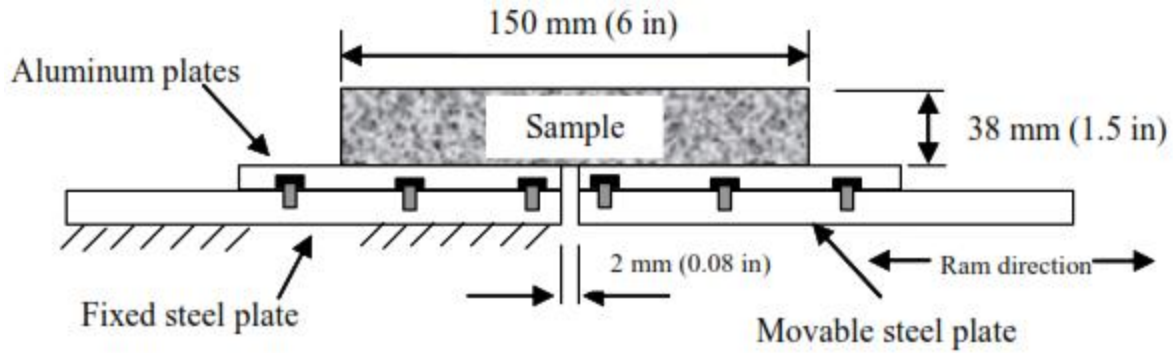 150 mm (6 in)
Aluminum plates
Sample
38 mm (1.5 in)
2 mm (0.08 in)
Ram direction
Fixed steel plate
Movable steel plate